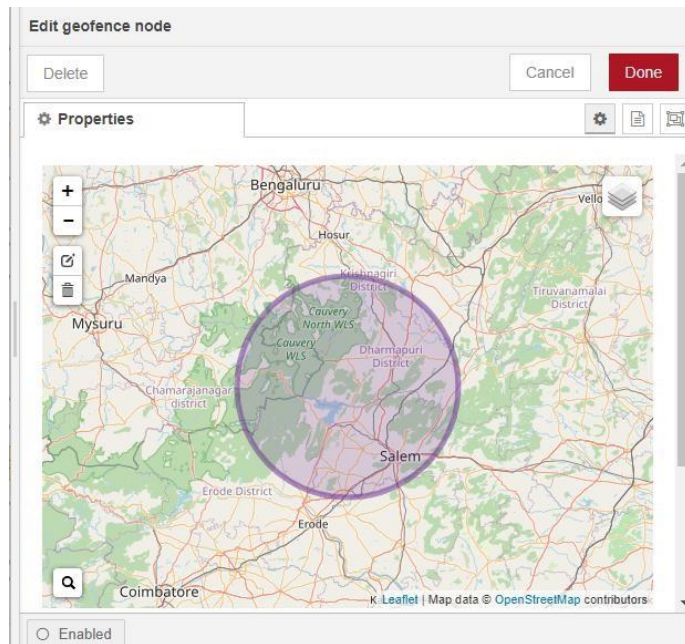 Edit geofence node
Delete
Cancel
Done
Properties
+
Bengaluru
Vello
−
Hosur
Mandya
Krishnagiri
District
Tiruvanamalai
District
Mysuru
Cauvery
North WLS
Cauvery
WLS
Dharmapuri
District
Chamarajanagar
district
Salem
Erode District
Erode
Coimbatore
K Leaflet | Map data © OpenStreetMap contributors
Enabled